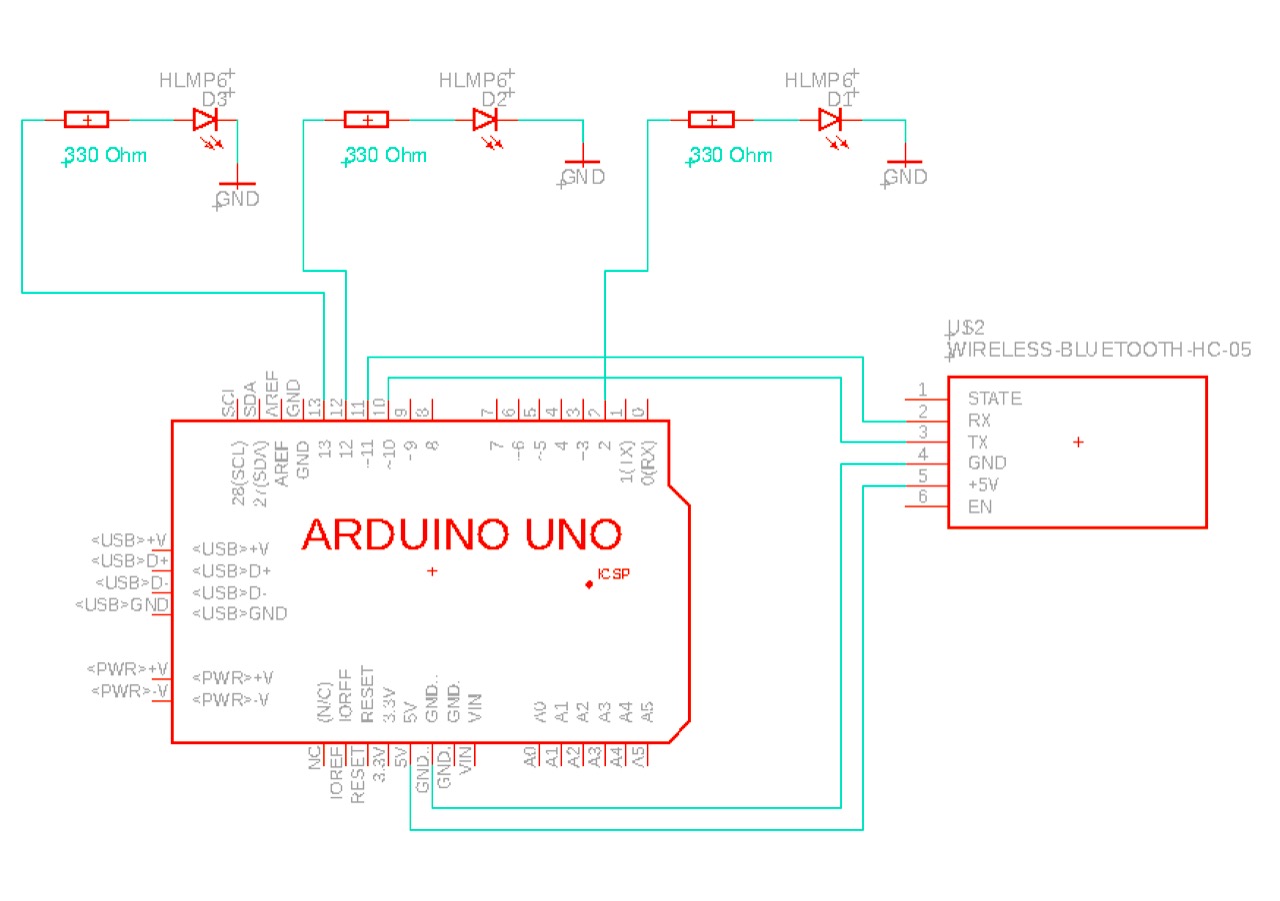 HLMP6 HLMP6 HLMP6
D3 D2 D1
330 Ohm 330 Ohm 330 Ohm
GND GND
GND
U$2
WIRELESS-BLUETOOTH-HC-05
SCL SDA AREF GND 13 12 11 10 9 8 7 6 5 4 3 2 1 0
28(SCL) 27(SDA) AREF GND 13 12 ~11 ~10 ~9 8 7 ~6 ~5 4 ~3 2 1(TX) 0(RX)
1 STATE
2 RX
3 TX
4 GND
5 +5V
6 EN
ARDUINO UNO
ICSP
<USB>+V <USB>+V
<USB>D+ <USB>D+
<USB>D- <USB>D-
<USB>GND <USB>GND
<PWR>+V <PWR>+V
<PWR>-V <PWR>-V
(N/C) IOREF RESET 3.3V 5V GND.. GND. VIN A0 A1 A2 A3 A4 A5
NC IOREF RESET 3.3V 5V GND.. GND. VIN A0 A1 A2 A3 A4 A5